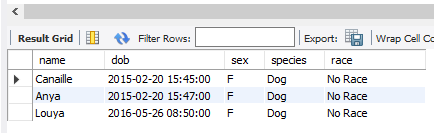 Result Grid Filter Rows: Export: Wrap Cell Co
name dob sex species race
Canaille 2015-02-20 15:45:00 F Dog No Race
Anya 2015-02-20 15:47:00 F Dog No Race
Louya 2016-05-26 08:50:00 F Dog No Race